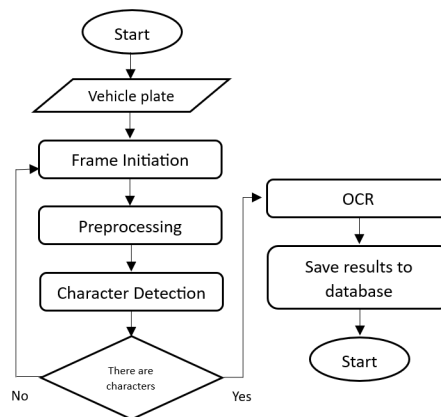 Start
Vehicle plate
Frame Initiation
Preprocessing
Character Detection
There are
characters
No
Yes
OCR
Save results to
database
Start